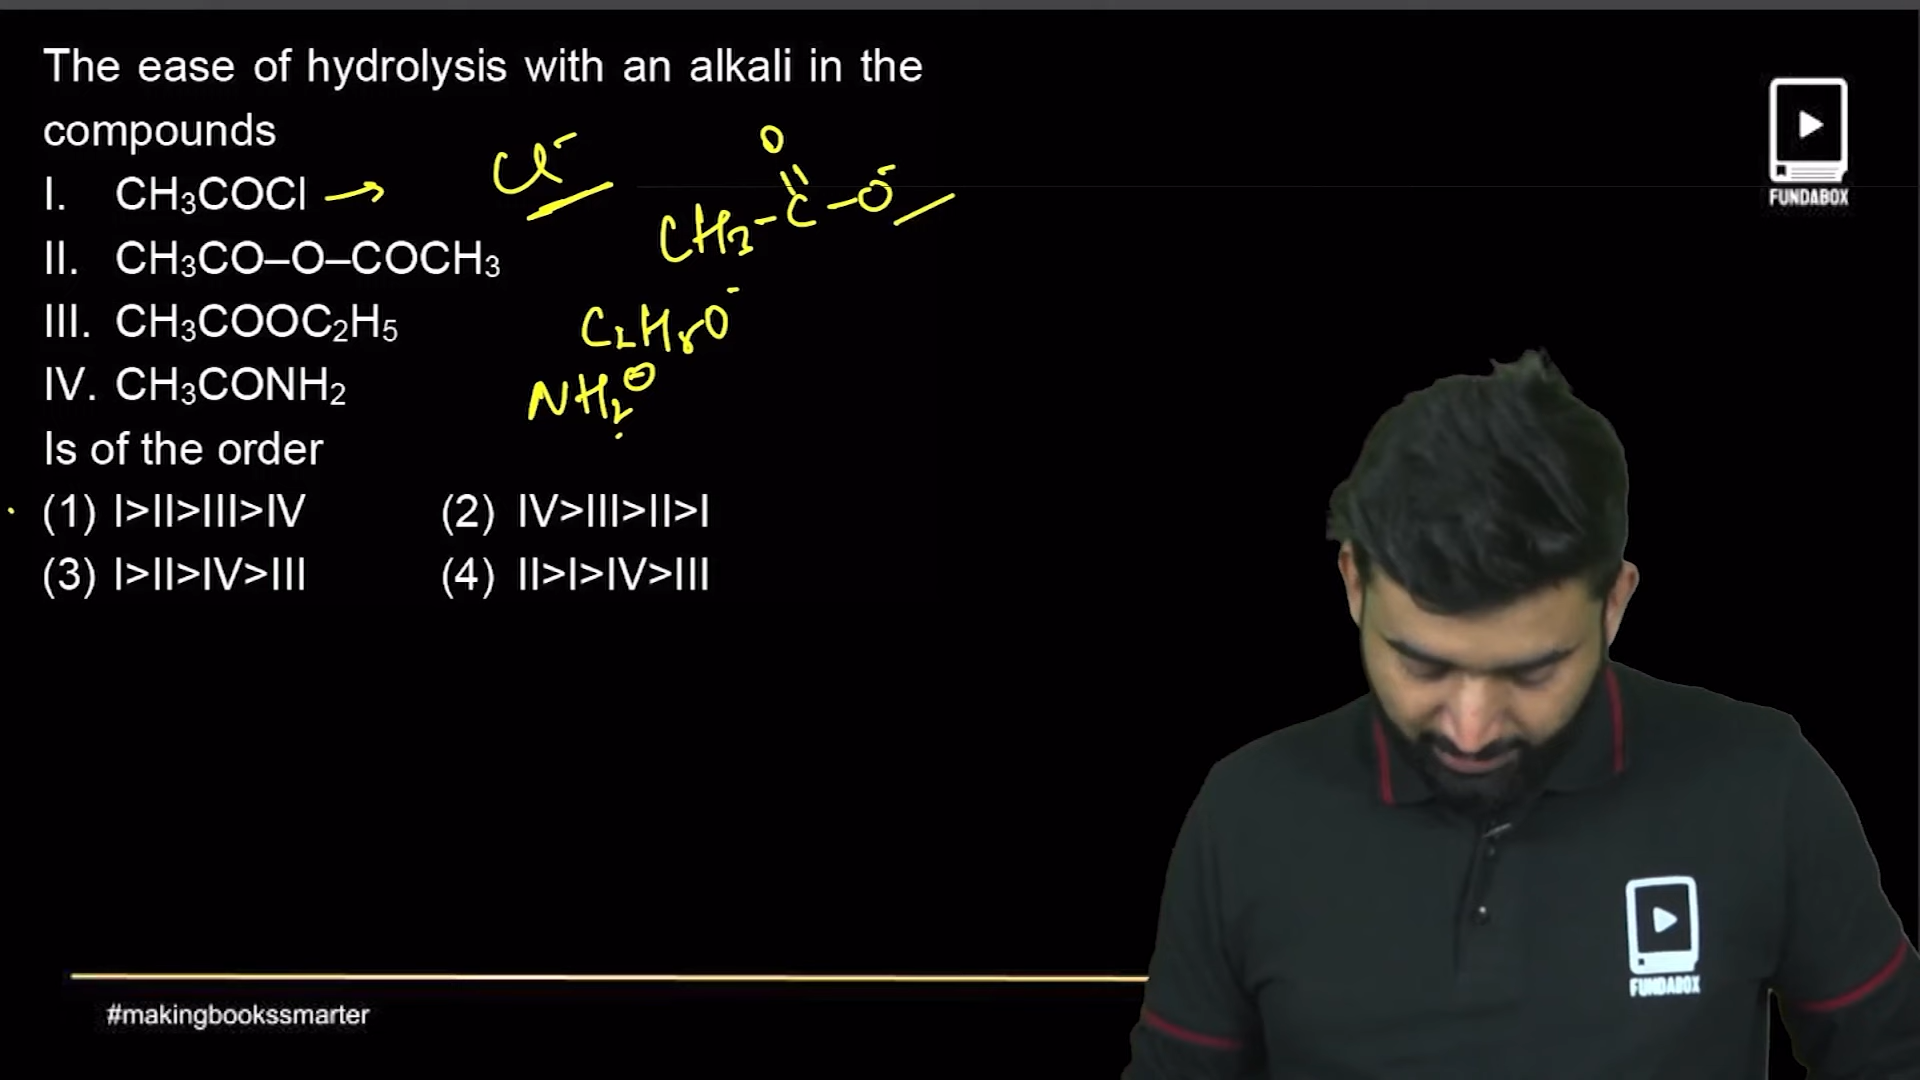 The ease of hydrolysis with an alkali in the
compounds
I. CH₃COCl → Cl⁻
O
CH₃-C-O⁻
II. CH₃CO–O–COCH₃
III. CH₃COOC₂H₅
C₂H₅O⁻
IV. CH₃CONH₂
NH₂⊖
Is of the order
(1) I>II>III>IV (2) IV>III>II>I
(3) I>II>IV>III (4) II>I>IV>III
#makingbookssmarter
FUNDABOX
FUNDABOX